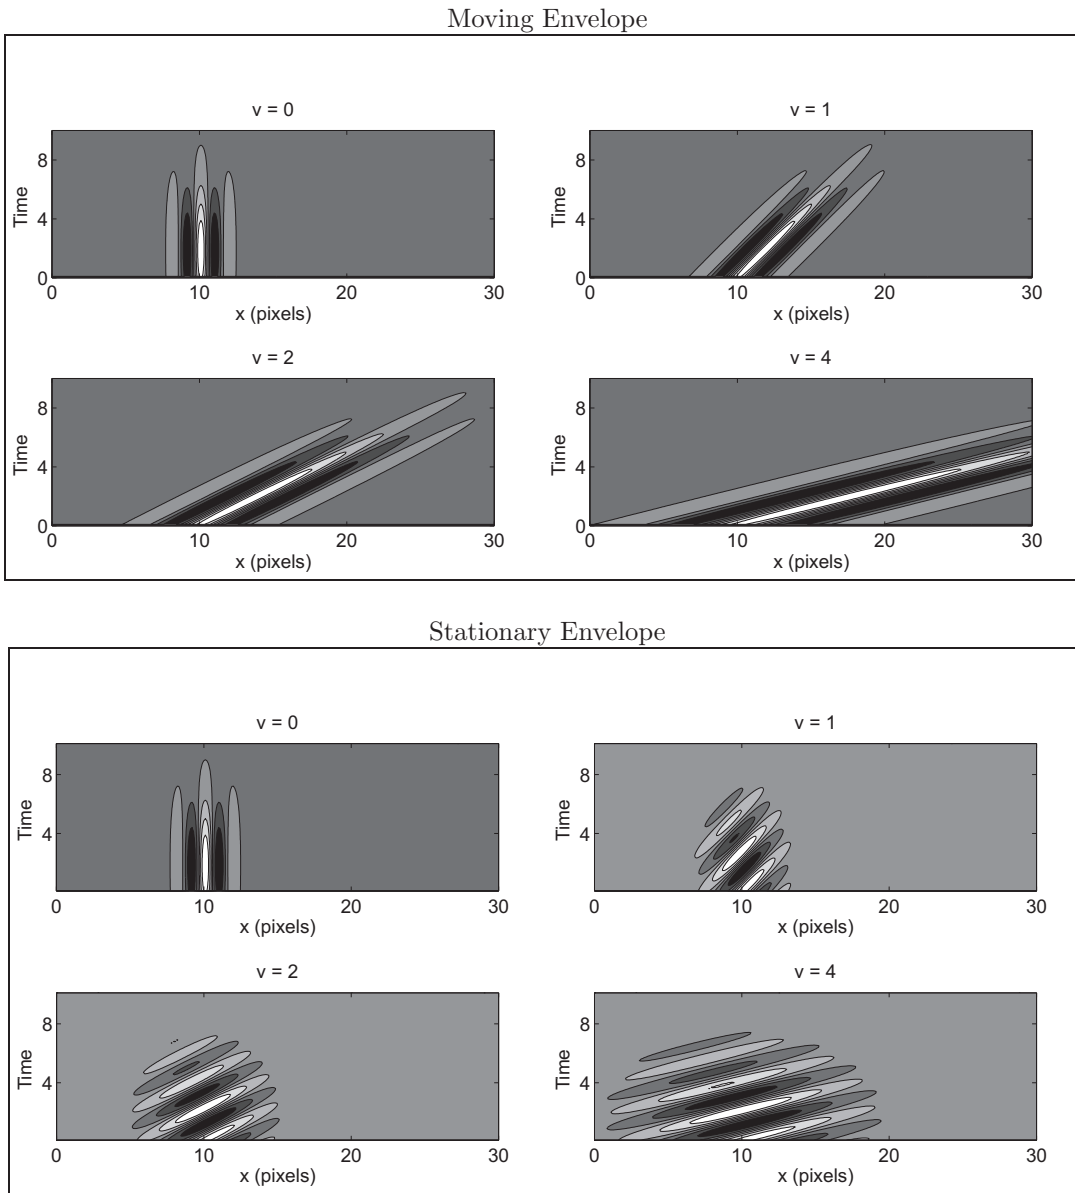 Moving Envelope
v = 0
Time
8
4
0
0 10 20 30
x (pixels)
v = 1
Time
8
4
0
0 10 20 30
x (pixels)
v = 2
Time
8
4
0
0 10 20 30
x (pixels)
v = 4
Time
8
4
0
0 10 20 30
x (pixels)
Stationary Envelope
v = 0
Time
8
4
0 10 20 30
x (pixels)
v = 1
Time
8
4
0 10 20 30
x (pixels)
v = 2
Time
8
4
0 10 20 30
x (pixels)
v = 4
Time
8
4
0 10 20 30
x (pixels)